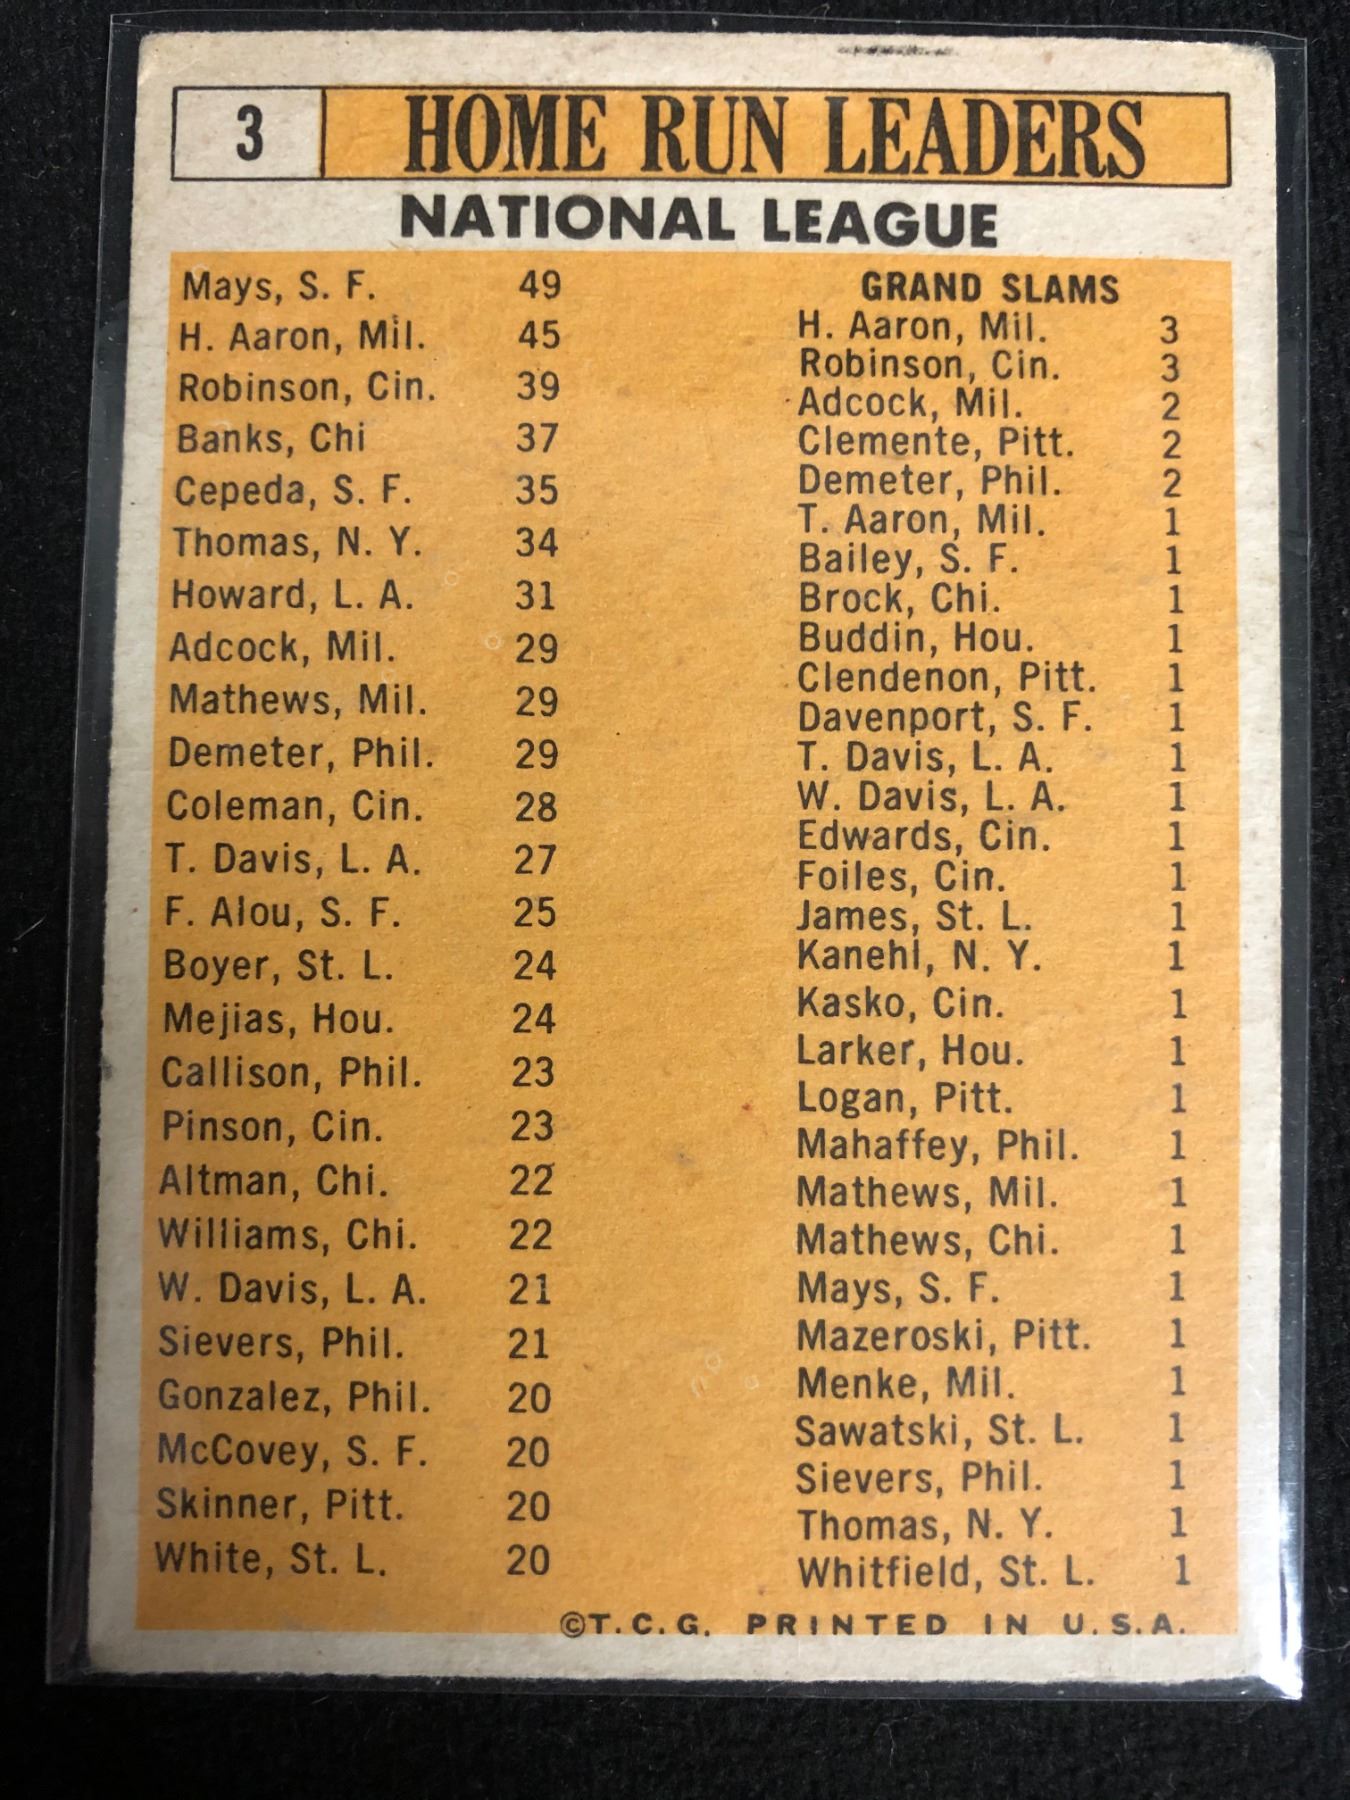 3 HOME RUN LEADERS
NATIONAL LEAGUE
Mays, S. F. 49
H. Aaron, Mil. 45
Robinson, Cin. 39
Banks, Chi 37
Cepeda, S. F. 35
Thomas, N. Y. 34
Howard, L. A. 31
Adcock, Mil. 29
Mathews, Mil. 29
Demeter, Phil. 29
Coleman, Cin. 28
T. Davis, L. A. 27
F. Alou, S. F. 25
Boyer, St. L. 24
Mejias, Hou. 24
Callison, Phil. 23
Pinson, Cin. 23
Altman, Chi. 22
Williams, Chi. 22
W. Davis, L. A. 21
Sievers, Phil. 21
Gonzalez, Phil. 20
McCovey, S. F. 20
Skinner, Pitt. 20
White, St. L. 20
GRAND SLAMS
H. Aaron, Mil. 3
Robinson, Cin. 3
Adcock, Mil. 2
Clemente, Pitt. 2
Demeter, Phil. 2
T. Aaron, Mil. 1
Bailey, S. F. 1
Brock, Chi. 1
Buddin, Hou. 1
Clendenon, Pitt. 1
Davenport, S. F. 1
T. Davis, L. A. 1
W. Davis, L. A. 1
Edwards, Cin. 1
Foiles, Cin. 1
James, St. L. 1
Kanehl, N. Y. 1
Kasko, Cin. 1
Larker, Hou. 1
Logan, Pitt. 1
Mahaffey, Phil. 1
Mathews, Mil. 1
Mathews, Chi. 1
Mays, S. F. 1
Mazeroski, Pitt. 1
Menke, Mil. 1
Sawatski, St. L. 1
Sievers, Phil. 1
Thomas, N. Y. 1
Whitfield, St. L. 1
©T.C.G. PRINTED IN U.S.A.